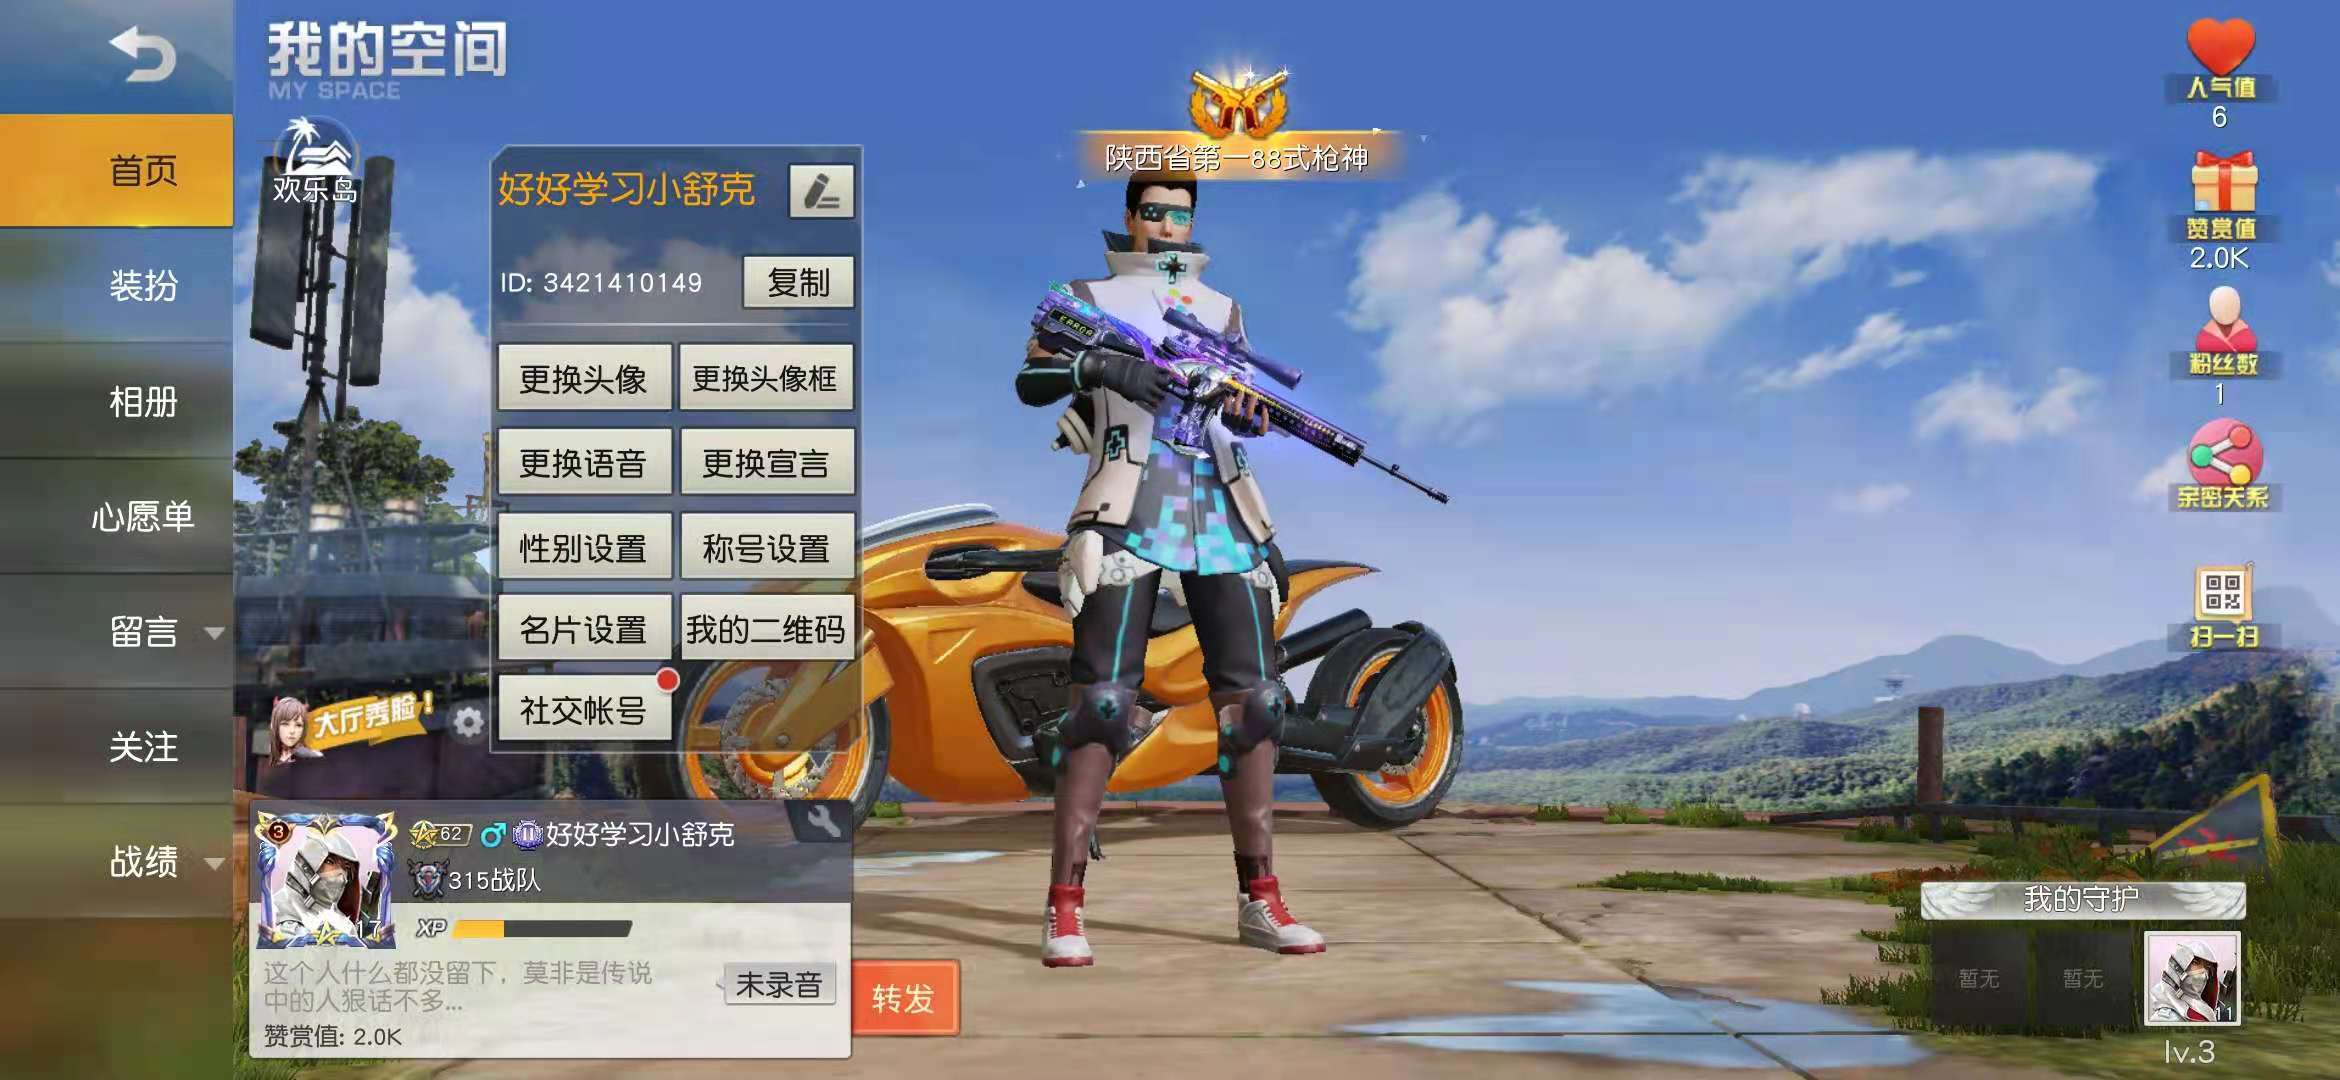 我的空间
MY SPACE
首页
装扮
相册
心愿单
留言
关注
战绩
欢乐岛
好好学习小舒克
ID: 3421410149
复制
更换头像
更换头像框
更换语音
更换宣言
性别设置
称号设置
名片设置
我的二维码
社交帐号
大厅秀脸!
3
62
II
好好学习小舒克
315战队
17
XP
这个人什么都没留下，莫非是传说
中的人狠话不多...
未录音
赞赏值: 2.0K
转发
陕西省第一88式枪神
ERROR
人气值
6
赞赏值
2.0K
粉丝数
1
亲密关系
扫一扫
我的守护
暂无
暂无
11
lv.3